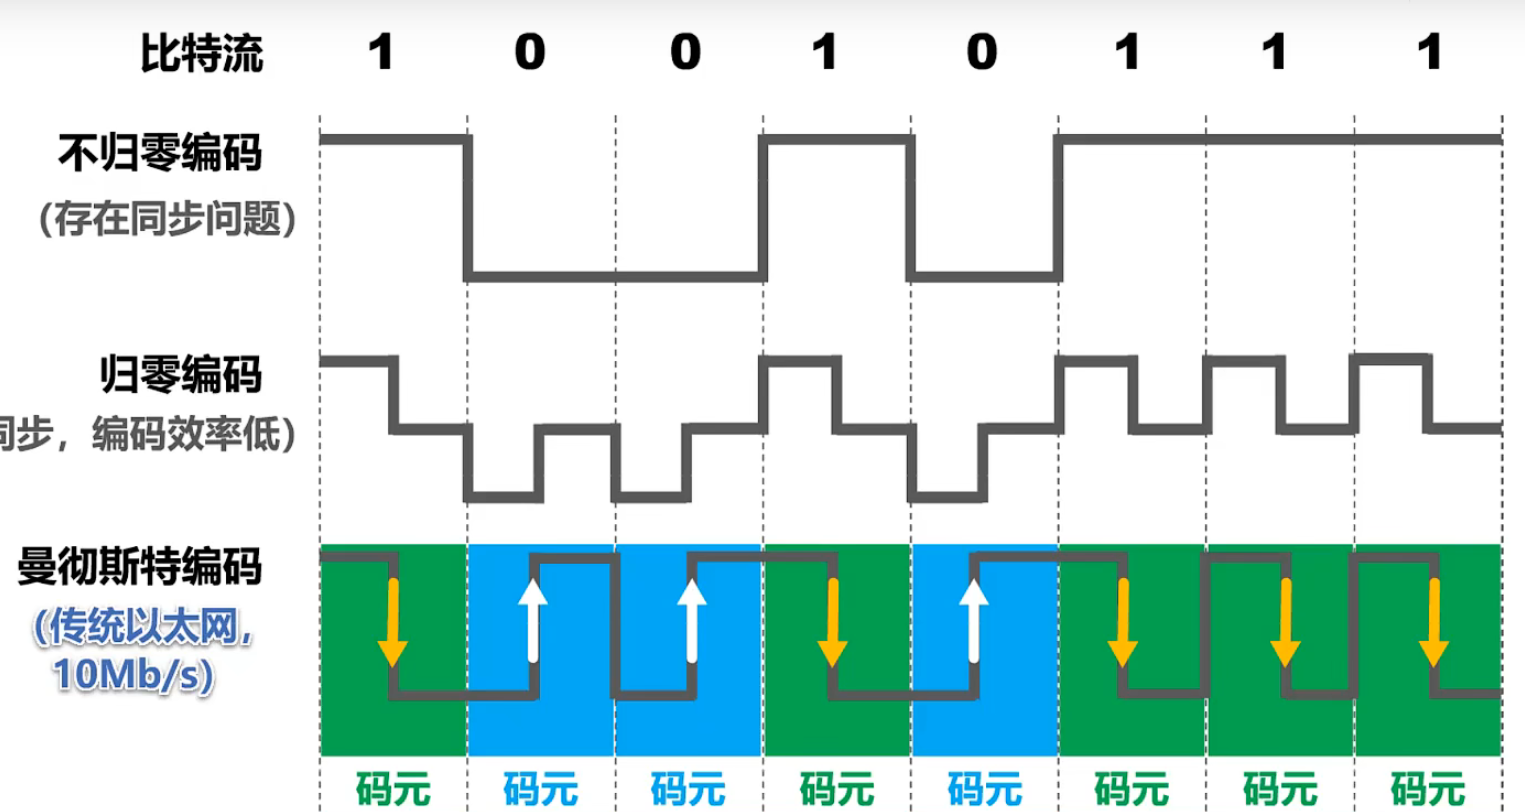 比特流 1 0 0 1 0 1 1 1
不归零编码
(存在同步问题)
归零编码
同步，编码效率低)
曼彻斯特编码
(传统以太网,
10Mb/s)
码元 码元 码元 码元 码元 码元 码元 码元